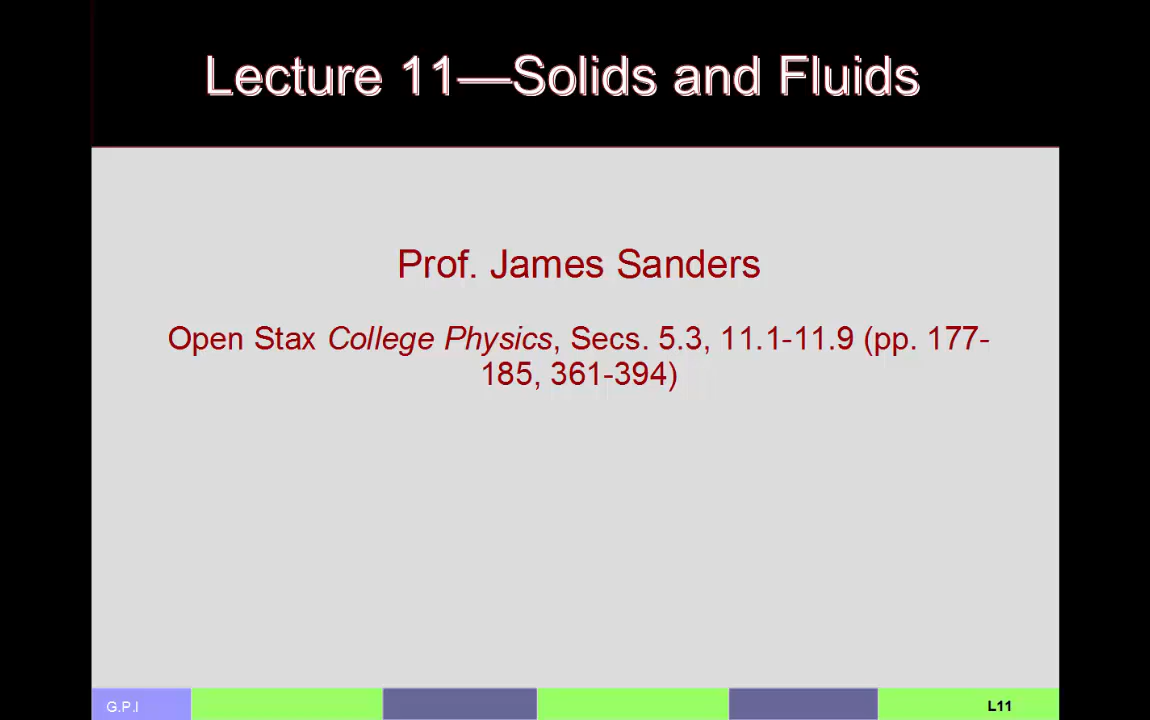 Lecture 11—Solids and Fluids
Prof. James Sanders
Open Stax College Physics, Secs. 5.3, 11.1-11.9 (pp. 177-
185, 361-394)
G.P.I
L11